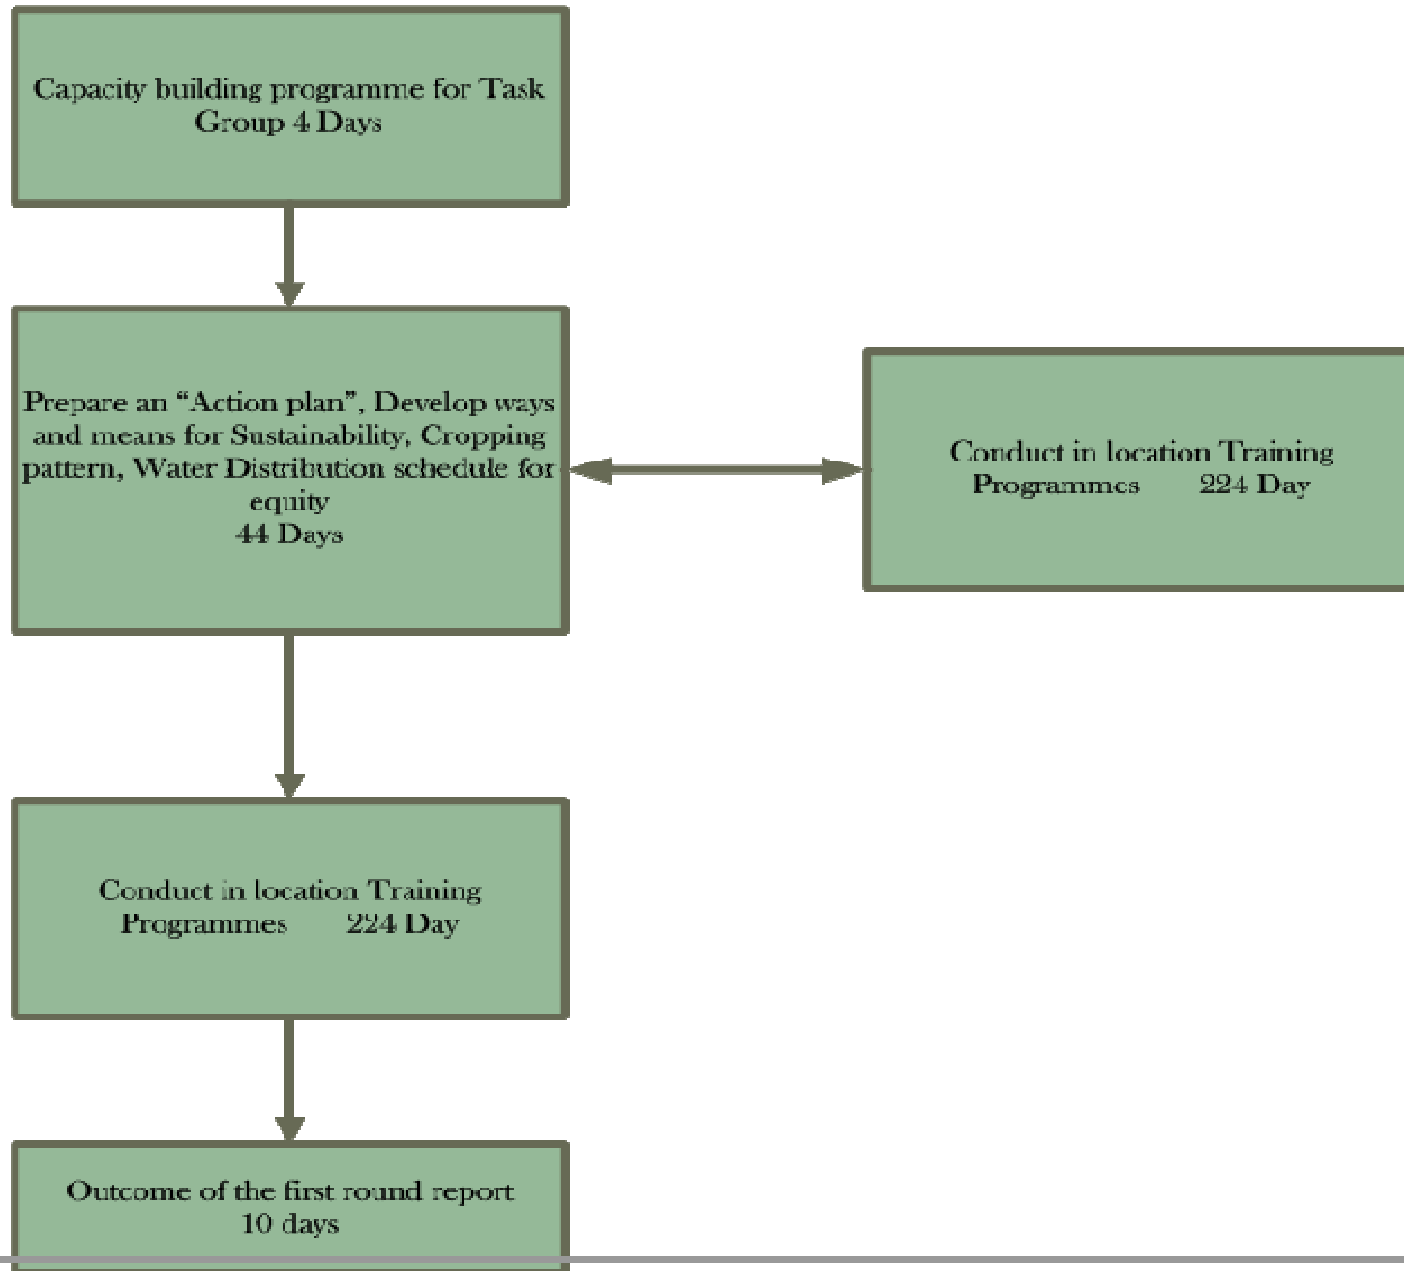 Capacity building programme for Task
Group 4 Days
Prepare an “Action plan”, Develop ways
and means for Sustainability, Cropping
pattern, Water Distribution schedule for
equity
44 Days
Conduct in location Training
Programmes 224 Day
Conduct in location Training
Programmes 224 Day
Outcome of the first round report
10 days